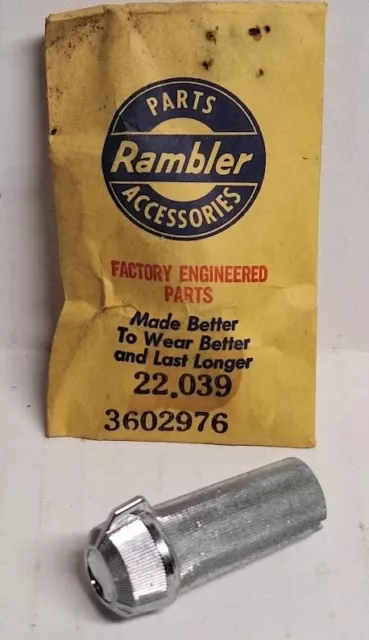 PARTS
Rambler
ACCESSORIES
FACTORY ENGINEERED
PARTS
Made Better
To Wear Better
and Last Longer
22.039
3602976